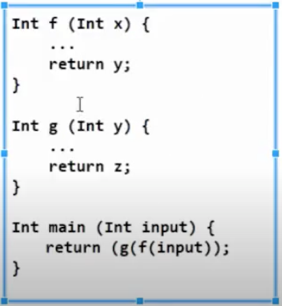 Int f (Int x) {
...
return y;
}
Int g (Int y) {
...
return z;
}
Int main (Int input) {
return (g(f(input));
}